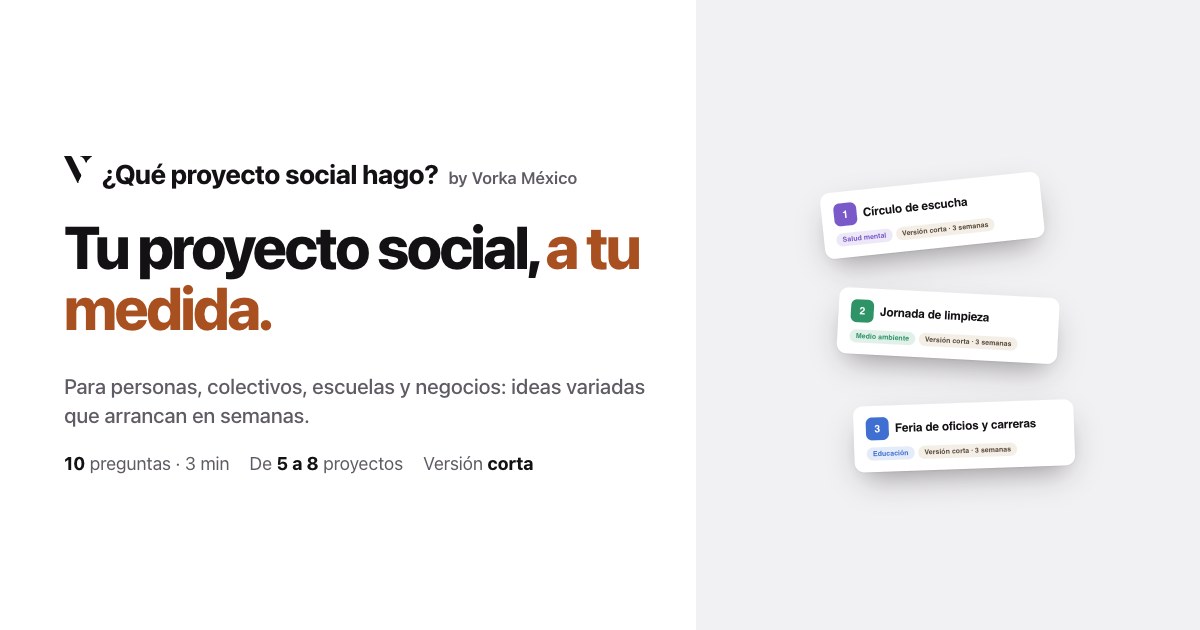 ¿Qué proyecto social hago? by Vorka México
Tu proyecto social, a tu
medida.
Para personas, colectivos, escuelas y negocios: ideas variadas
que arrancan en semanas.
10 preguntas · 3 min De 5 a 8 proyectos Versión corta
1 Círculo de escucha
Salud mental Versión corta · 3 semanas
2 Jornada de limpieza
Medio ambiente Versión corta · 3 semanas
3 Feria de oficios y carreras
Educación Versión corta · 3 semanas